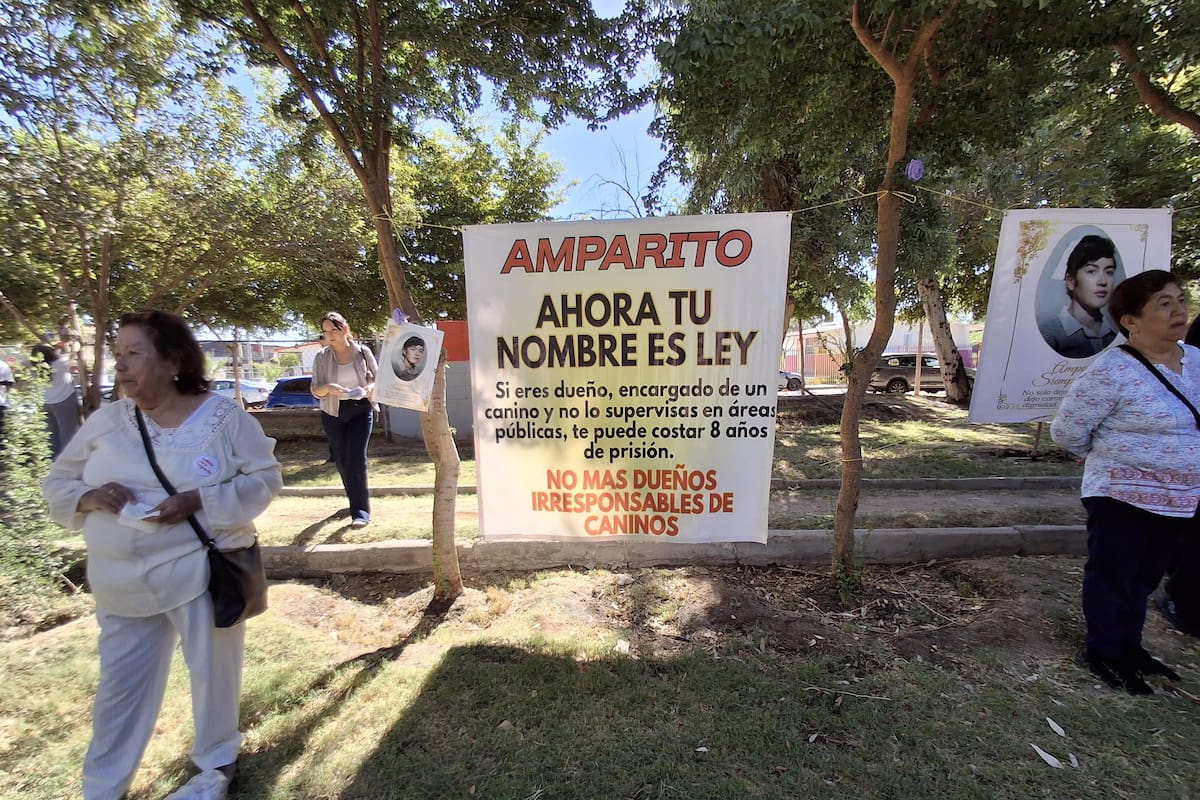 AMPARITO
AHORA TU
NOMBRE ES LEY
Si eres dueño, encargado de un
canino y no lo supervisas en áreas
públicas, te puede costar 8 años
de prisión.
NO MAS DUEÑOS
IRRESPONSABLES DE
CANINOS